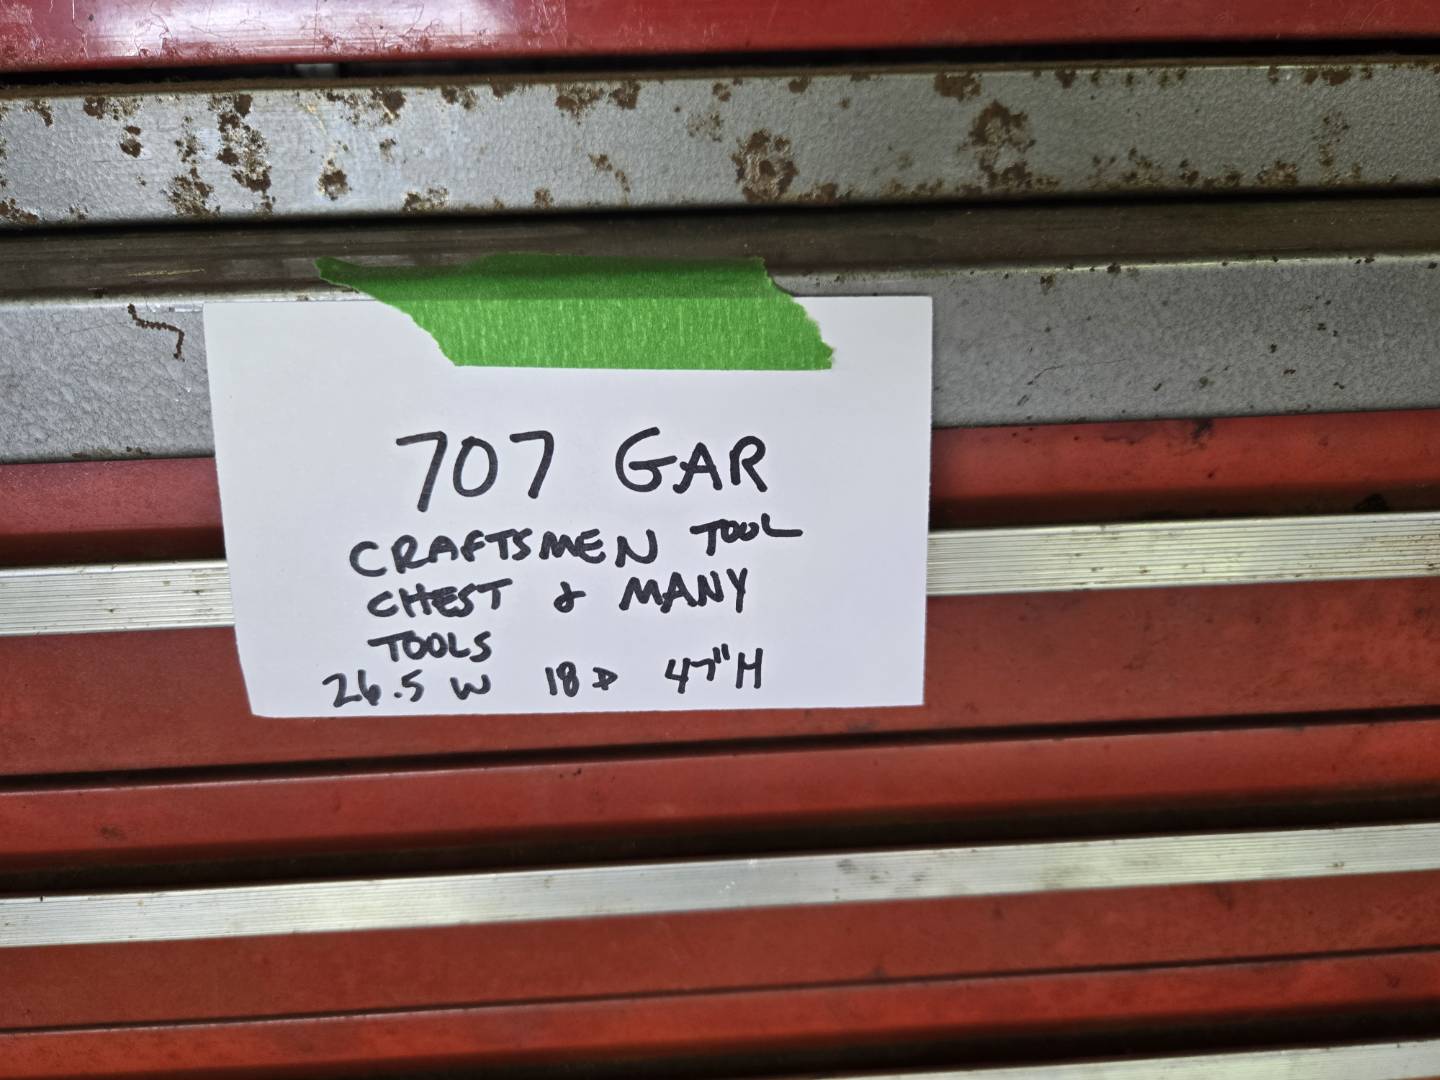 707 GAR
CRAFTSMEN TOOL
CHEST & MANY
TOOLS
26.5 W 18 D 47"H